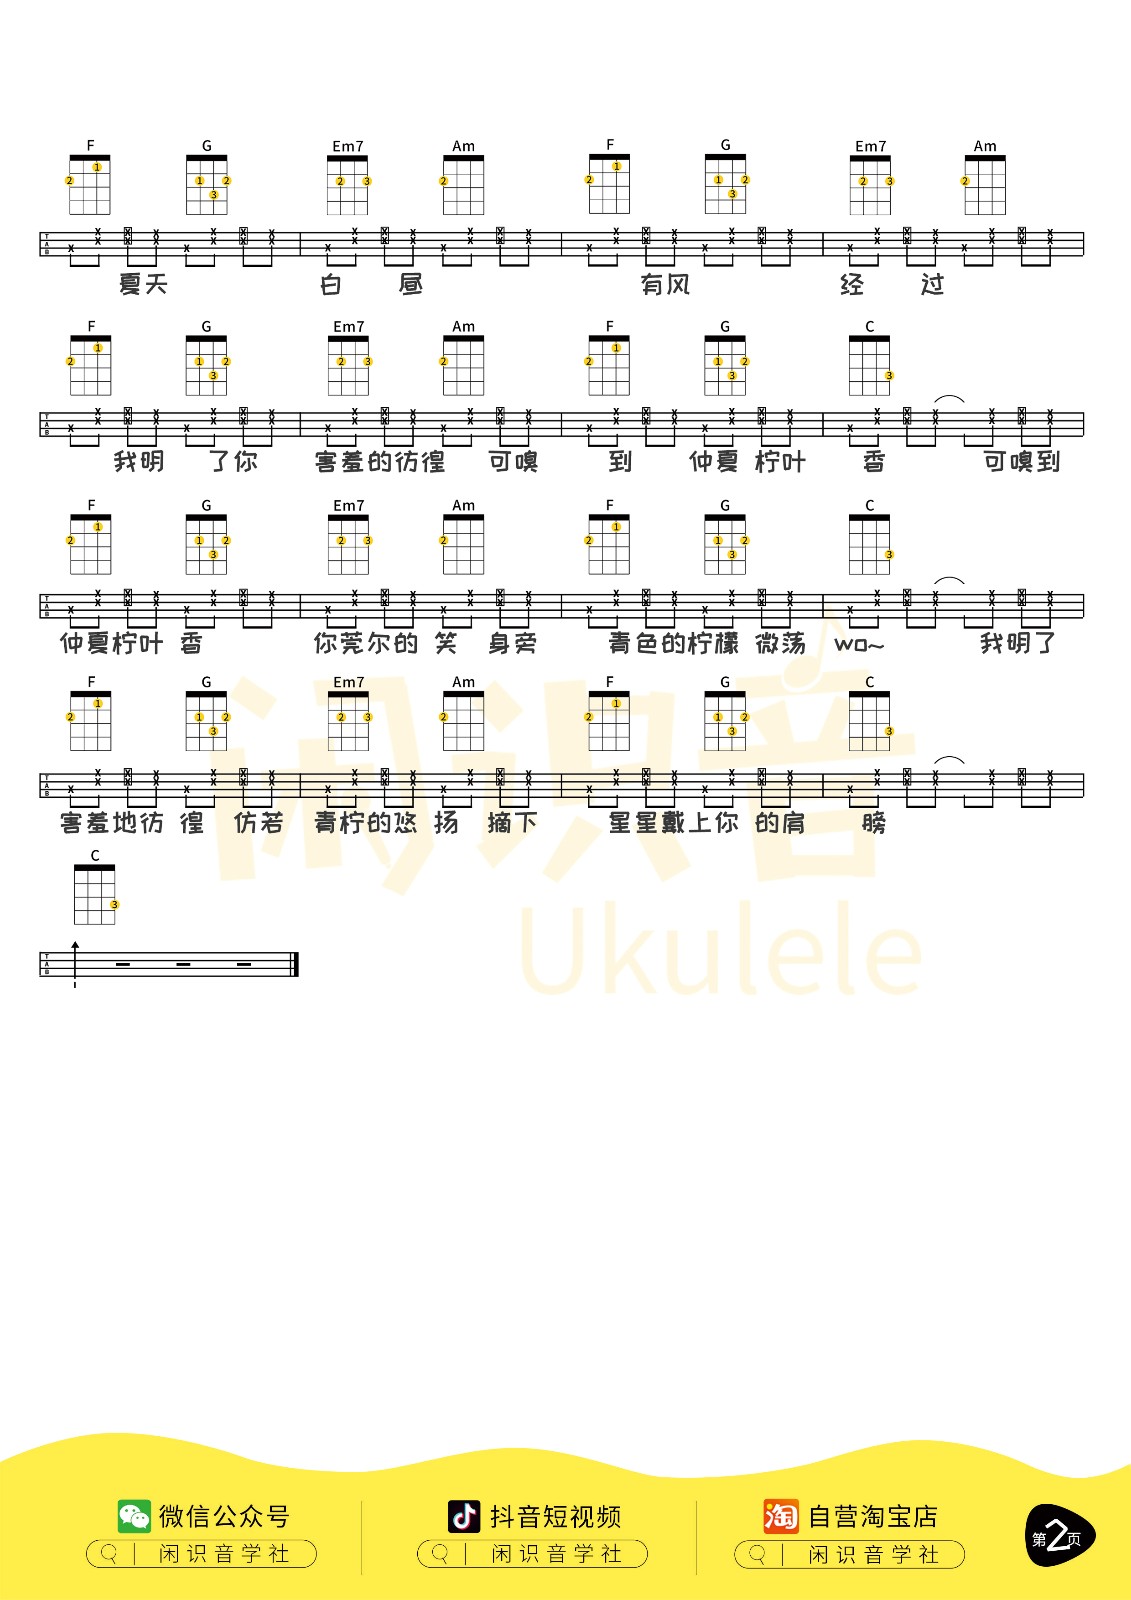 F G Em7 Am F G Em7 Am
夏天 白 昼 有风 经 过
F G Em7 Am F G C
我明 了你 害羞的彷徨 可嗅 到 仲夏 柠叶 香 可嗅到
F G Em7 Am F G C
仲夏柠叶 香 你莞尔的 笑 身旁 青色的柠檬 微荡 wo~ 我明了
F G Em7 Am F G C
害羞地彷 徨 仿若 青柠的悠 扬 摘下 星星戴上你 的肩 膀
C
闲识音
Ukulele
微信公众号 抖音短视频 自营淘宝店
闲识音学社 闲识音学社 闲识音学社
第2页